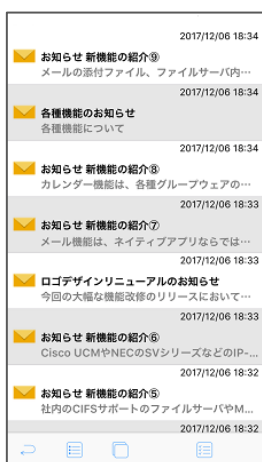 2017/12/06 18:34
お知らせ 新機能の紹介⑨
メールの添付ファイル、ファイルサーバ内…
2017/12/06 18:34
各種機能のお知らせ
各種機能について
2017/12/06 18:34
お知らせ 新機能の紹介⑧
カレンダー機能は、各種グループウェアの…
2017/12/06 18:33
お知らせ 新機能の紹介⑦
メール機能は、ネイティブアプリならでは…
2017/12/06 18:33
ロゴデザインリニューアルのお知らせ
今回の大幅な機能改修のリリースにおいて…
2017/12/06 18:33
お知らせ 新機能の紹介⑥
Cisco UCMやNECのSVシリーズなどのIP-...
2017/12/06 18:32
お知らせ 新機能の紹介⑤
社内のCIFSサポートのファイルサーバやM...
2017/12/06 18:32